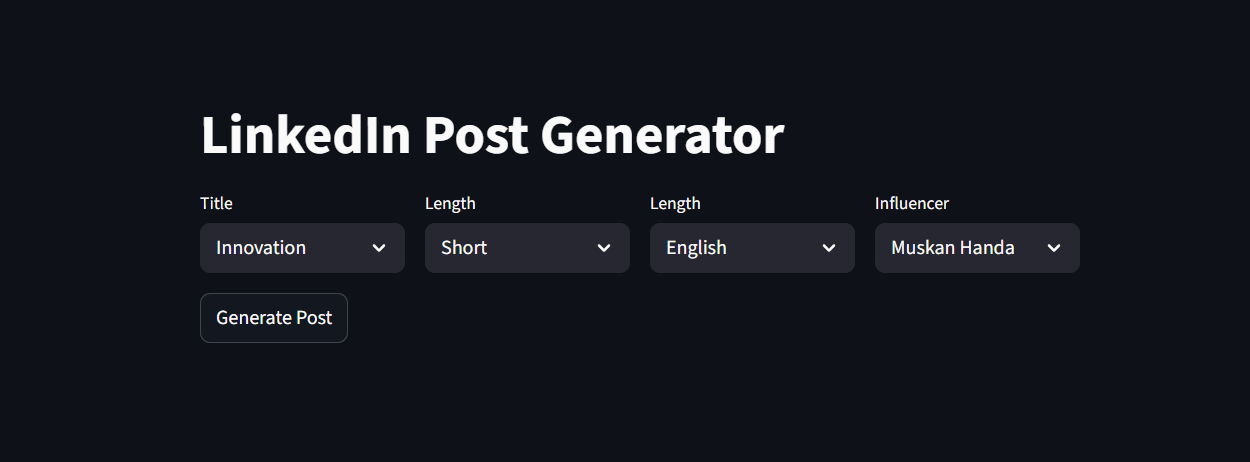 LinkedIn Post Generator
Title Length Length Influencer
Innovation Short English Muskan Handa
Generate Post